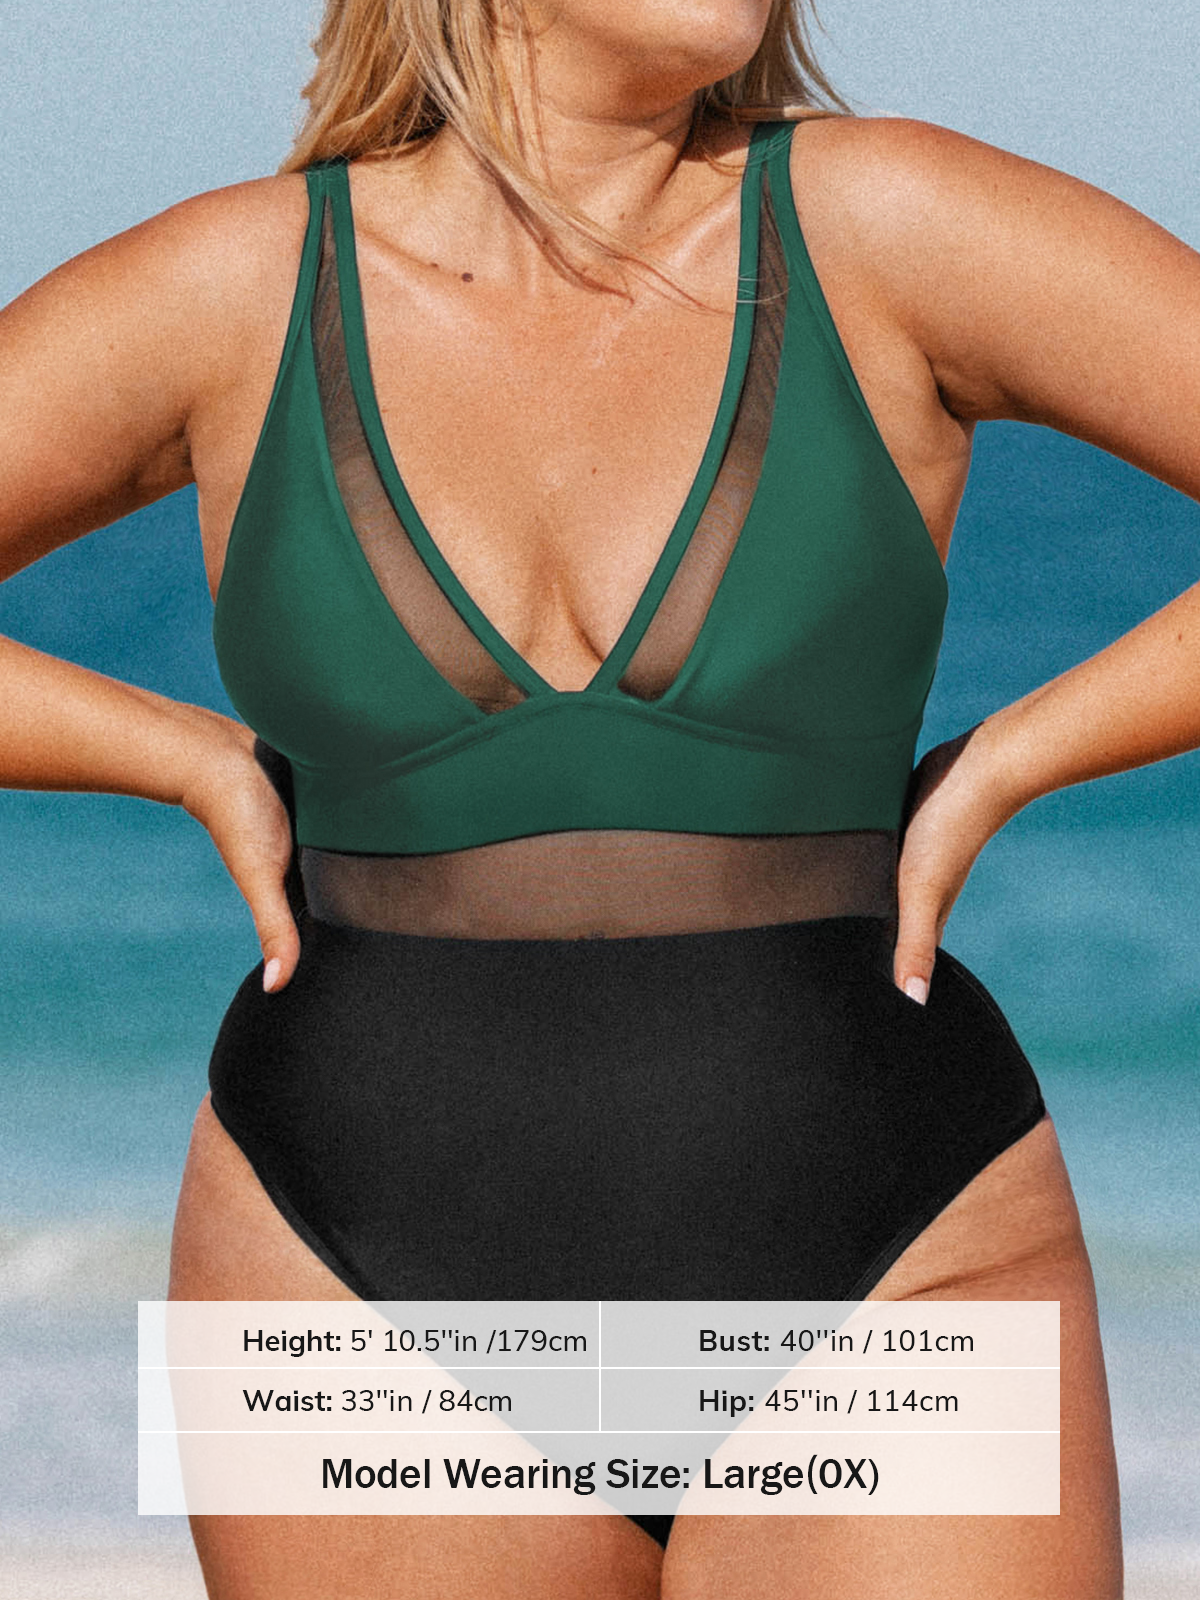 Height: 5' 10.5"in /179cm
Bust: 40"in / 101cm
Waist: 33"in / 84cm
Hip: 45"in / 114cm
Model Wearing Size: Large(0X)